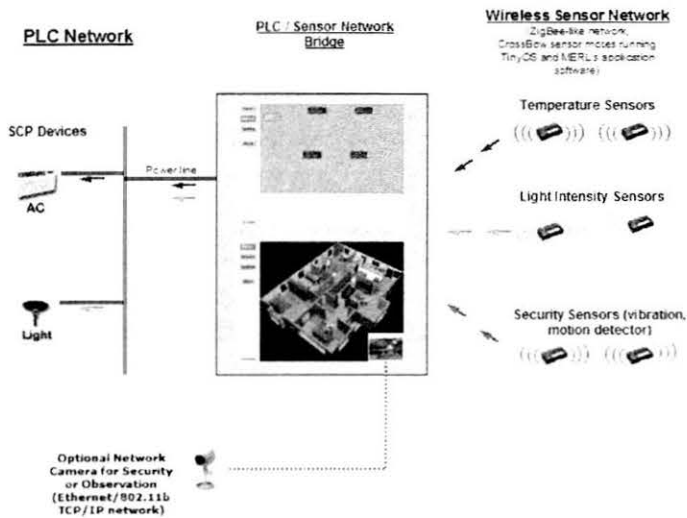 PLC Network
PLC / Sensor Network
Bridge
Wireless Sensor Network
(ZigBee-like network,
CrossBow sensor motes running
TinyOS and MERL's application
software)
Temperature Sensors
SCP Devices
Powerline
AC
Light Intensity Sensors
Light
Security Sensors (vibration,
motion detector)
Optional Network
Camera for Security
or Observation
(Ethernet/802.11b
TCP/IP network)